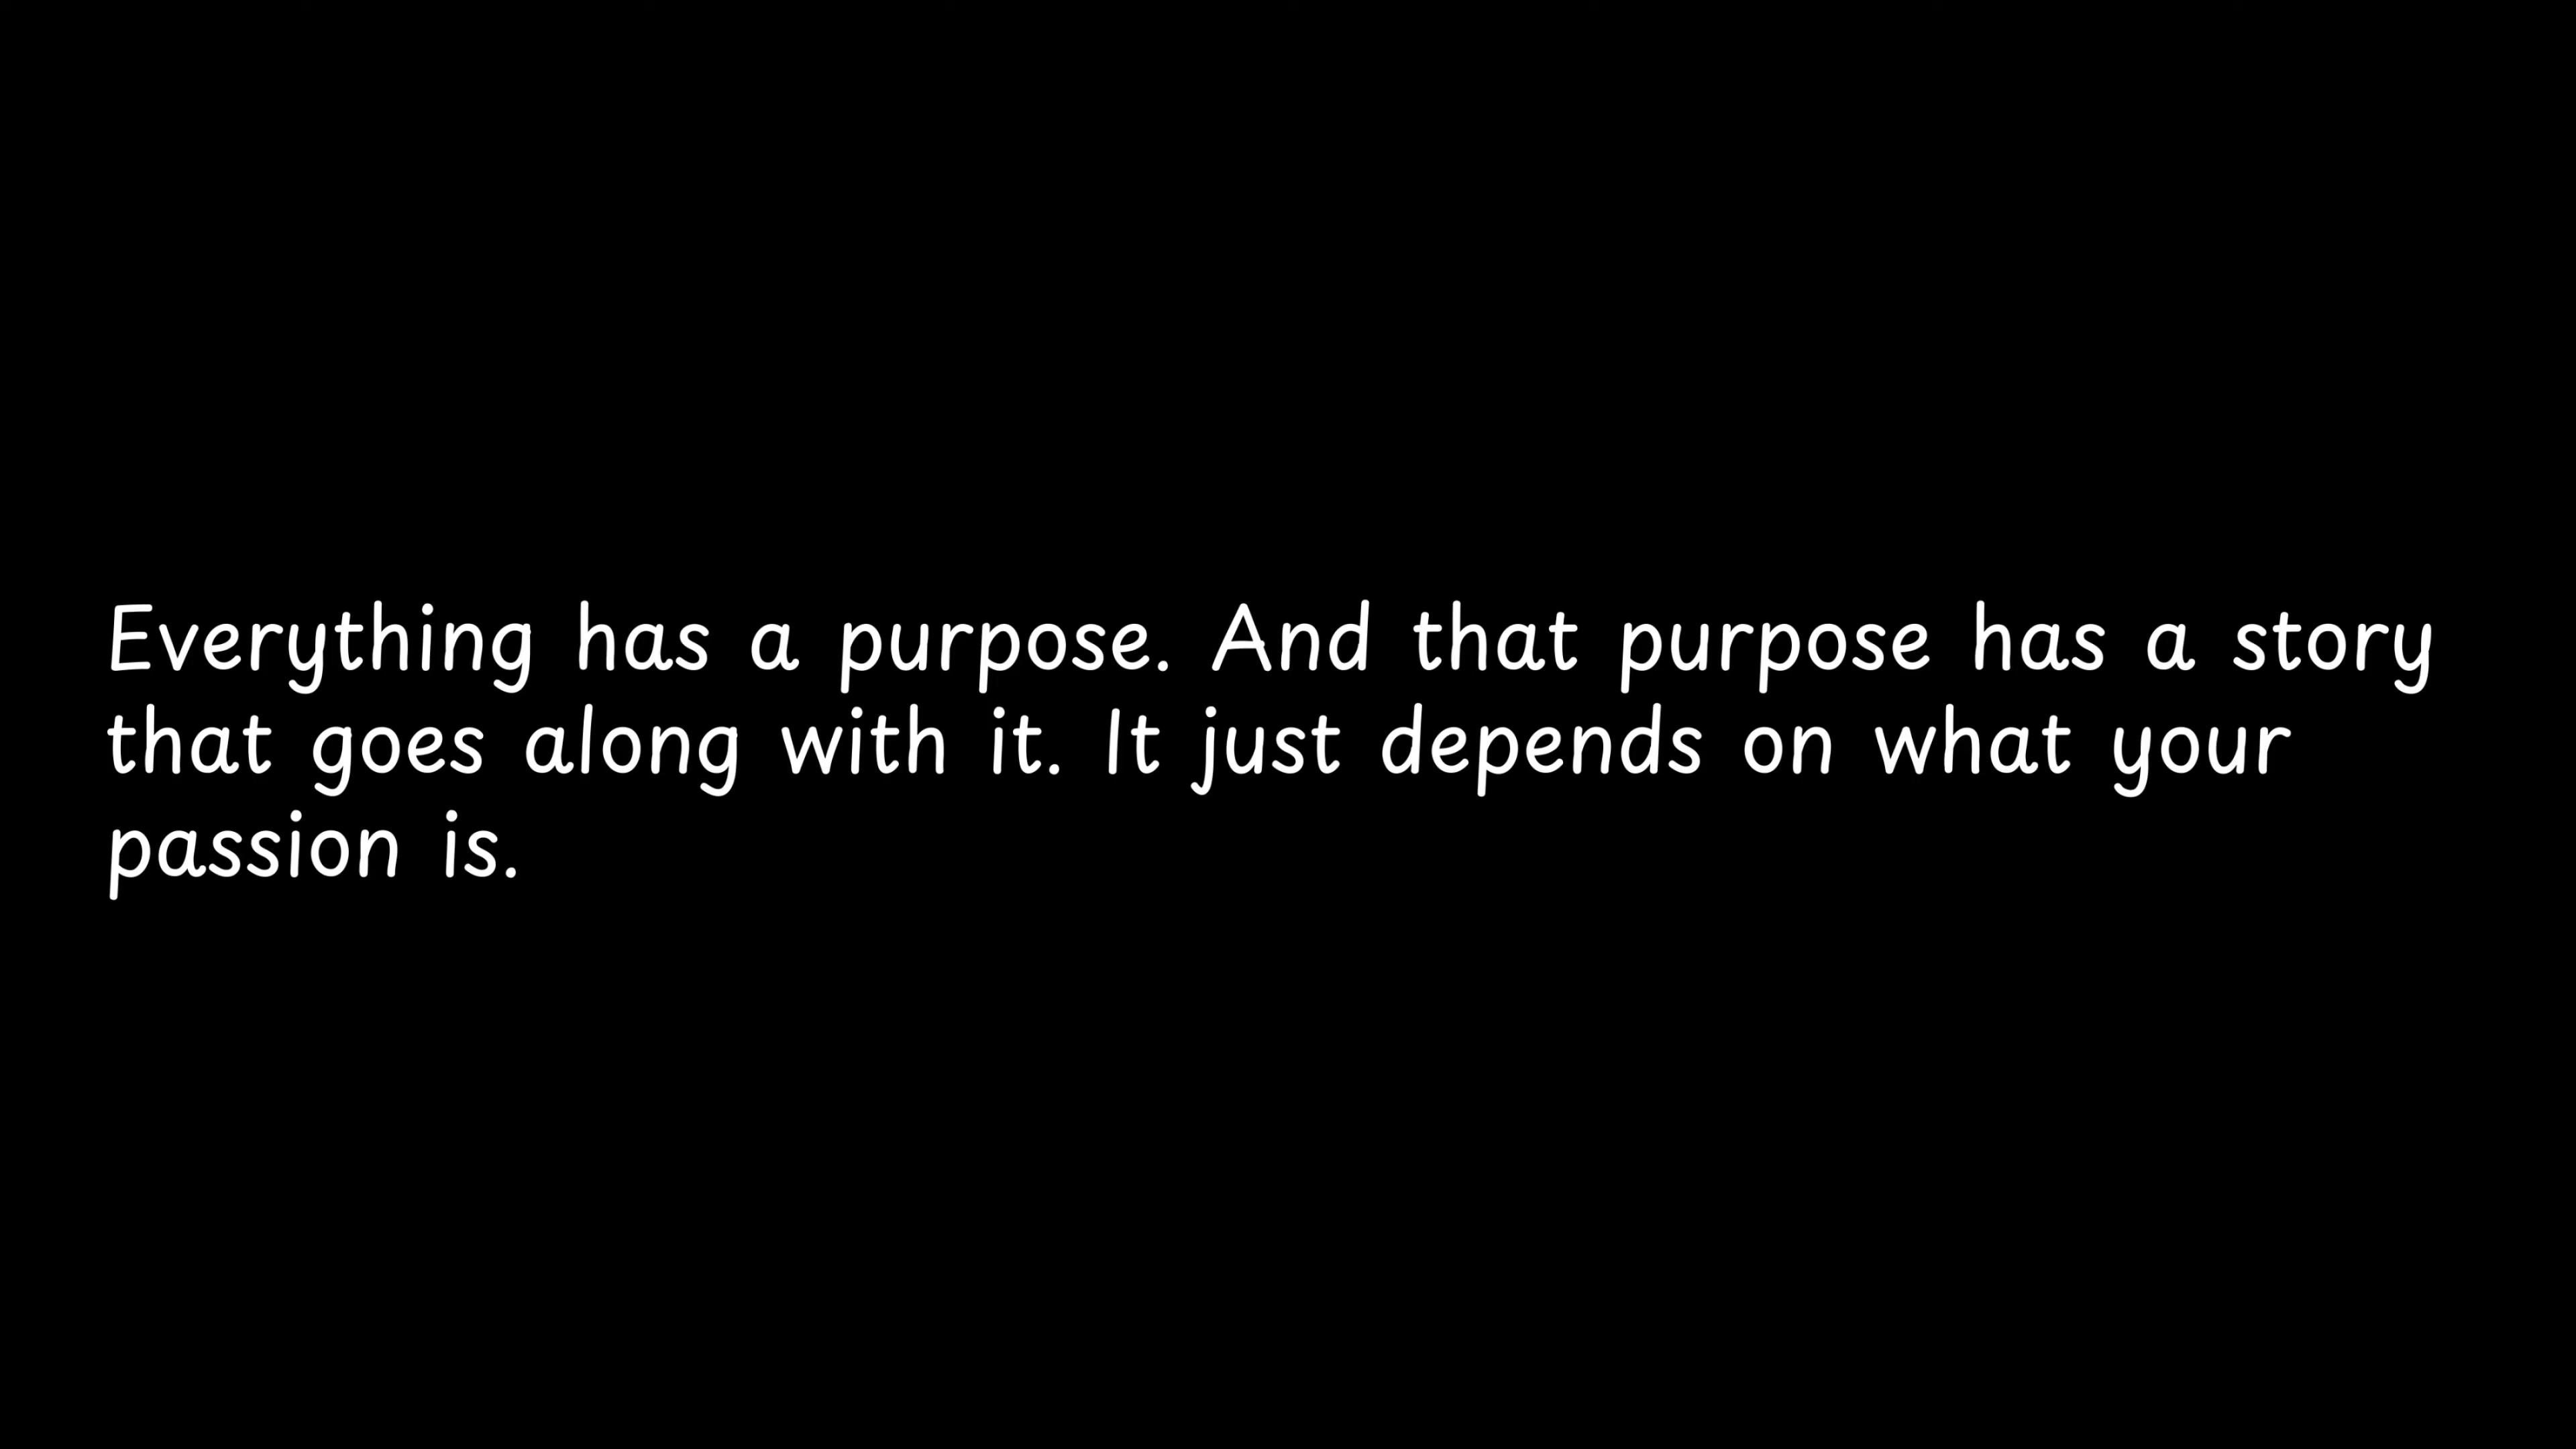 Everything has a purpose. And that purpose has a story
that goes along with it. It just depends on what your
passion is.